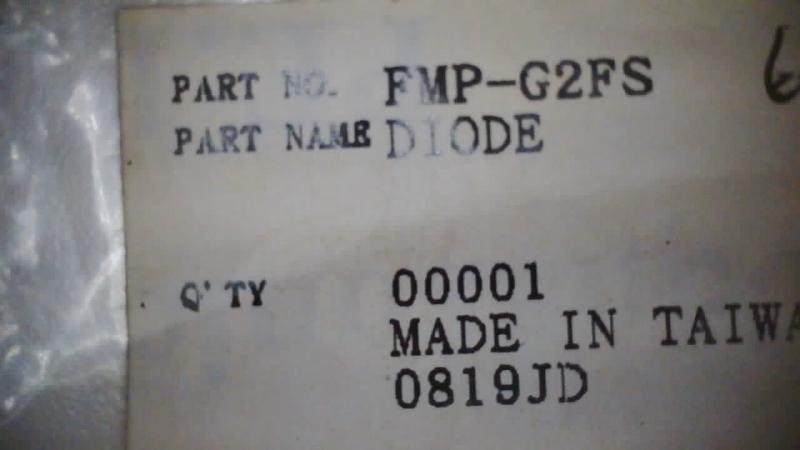 PART NO. FMP-G2FS
PART NAME DIODE
Q'TY 00001
MADE IN TAIWA
0819JD